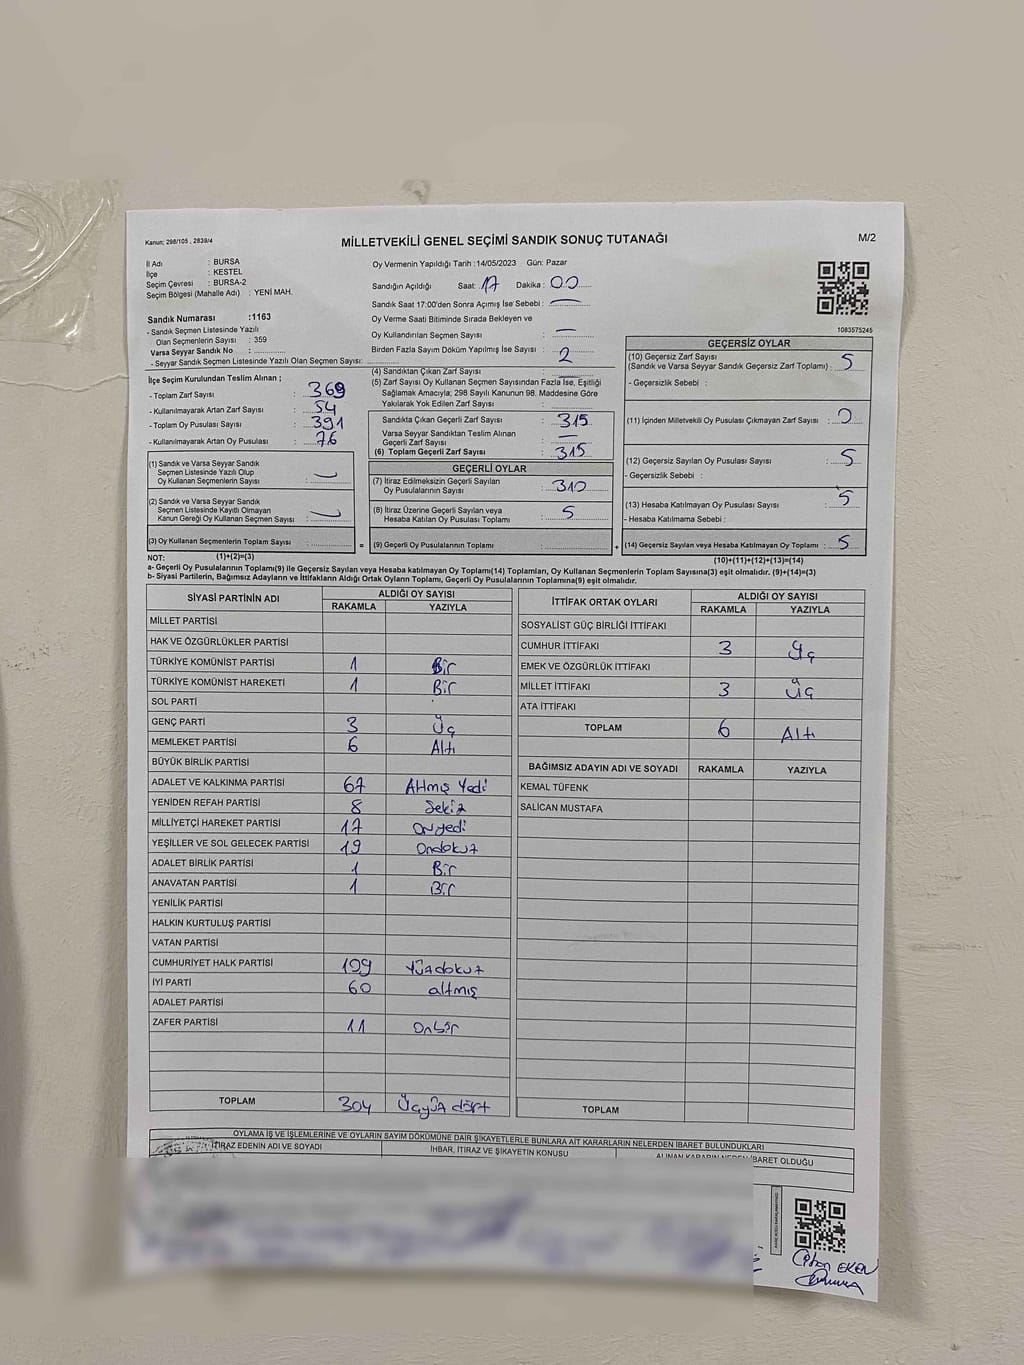 Kanun; 298/105 , 2839/4
MİLLETVEKİLİ GENEL SEÇİMİ SANDIK SONUÇ TUTANAĞI
M/2
İl Adı : BURSA
İlçe : KESTEL
Seçim Çevresi : BURSA-2
Seçim Bölgesi (Mahalle Adı) : YENİ MAH.
Sandık Numarası :1163
- Sandık Seçmen Listesinde Yazılı
Olan Seçmenlerin Sayısı : 359
Varsa Seyyar Sandık No :
- Seyyar Sandık Seçmen Listesinde Yazılı Olan Seçmen Sayısı:
Oy Vermenin Yapıldığı Tarih :14/05/2023 Gün: Pazar
Sandığın Açıldığı Saat: 17 Dakika : 00
Sandık Saat 17:00'den Sonra Açımış İse Sebebi :
Oy Verme Saati Bitiminde Sırada Bekleyen ve
Oy Kullandırılan Seçmen Sayısı : —
Birden Fazla Sayım Döküm Yapılmış İse Sayısı : 2
1083575245
İlçe Seçim Kurulundan Teslim Alınan ;
- Toplam Zarf Sayısı : 369
- Kullanılmayarak Artan Zarf Sayısı : 54
- Toplam Oy Pusulası Sayısı : 391
- Kullanılmayarak Artan Oy Pusulası : 76
(1) Sandık ve Varsa Seyyar Sandık
Seçmen Listesinde Yazılı Olup
Oy Kullanan Seçmenlerin Sayısı :
(2) Sandık ve Varsa Seyyar Sandık
Seçmen Listesinde Kayıtlı Olmayan
Kanun Gereği Oy Kullanan Seçmen Sayısı :
(3) Oy Kullanan Seçmenlerin Toplam Sayısı :
(1)+(2)=(3)
(4) Sandıktan Çıkan Zarf Sayısı :
(5) Zarf Sayısı Oy Kullanan Seçmen Sayısından Fazla İse, Eşitliği
Sağlamak Amacıyla; 298 Sayılı Kanunun 98. Maddesine Göre
Yakılarak Yok Edilen Zarf Sayısı :
Sandıkta Çıkan Geçerli Zarf Sayısı : 315
Varsa Seyyar Sandıktan Teslim Alınan
Geçerli Zarf Sayısı : —
(6) Toplam Geçerli Zarf Sayısı : 315
GEÇERLİ OYLAR
(7) İtiraz Edilmeksizin Geçerli Sayılan
Oy Pusulalarının Sayısı : 310
(8) İtiraz Üzerine Geçerli Sayılan veya
Hesaba Katılan Oy Pusulası Toplamı : 5
= (9) Geçerli Oy Pusulalarının Toplamı :
GEÇERSİZ OYLAR
(10) Geçersiz Zarf Sayısı
(Sandık ve Varsa Seyyar Sandık Geçersiz Zarf Toplamı) : 5
- Geçersizlik Sebebi :
(11) İçinden Milletvekili Oy Pusulası Çıkmayan Zarf Sayısı : 0
(12) Geçersiz Sayılan Oy Pusulası Sayısı : 5
- Geçersizlik Sebebi :
(13) Hesaba Katılmayan Oy Pusulası Sayısı : 5
- Hesaba Katılmama Sebebi :
+ (14) Geçersiz Sayılan veya Hesaba Katılmayan Oy Toplamı : 5
(10)+(11)+(12)+(13)=(14)
NOT:
a- Geçerli Oy Pusulaları Toplamı(9) ile Geçersiz Sayılan veya Hesaba katılmayan Oy Toplamı(14) Toplamları, Oy Kullanan Seçmenlerin Toplam Sayısına(3) eşit olmalıdır. (9)+(14)=(3)
b- Siyasi Partilerin, Bağımsız Adayların ve İttifakların Aldığı Ortak Oyların Toplamı, Geçerli Oy Pusulalarının Toplamına(9) eşit olmalıdır.
SİYASİ PARTİNİN ADI ALDIĞI OY SAYISI
RAKAMLA YAZIYLA
MİLLET PARTİSİ
HAK VE ÖZGÜRLÜKLER PARTİSİ
TÜRKİYE KOMÜNİST PARTİSİ 1 Bir
TÜRKİYE KOMÜNİST HAREKETİ 1 Bir
SOL PARTİ
GENÇ PARTİ 3 Üç
MEMLEKET PARTİSİ 6 Altı
BÜYÜK BİRLİK PARTİSİ
ADALET VE KALKINMA PARTİSİ 67 Altmış Yedi
YENİDEN REFAH PARTİSİ 8 Sekiz
MİLLİYETÇİ HAREKET PARTİSİ 17 Onyedi
YEŞİLLER VE SOL GELECEK PARTİSİ 19 Ondokuz
ADALET BİRLİK PARTİSİ 1 Bir
ANAVATAN PARTİSİ 1 Bir
YENİLİK PARTİSİ
HALKIN KURTULUŞ PARTİSİ
VATAN PARTİSİ
CUMHURİYET HALK PARTİSİ 109 Yüzdokuz
İYİ PARTİ 60 altmış
ADALET PARTİSİ
ZAFER PARTİSİ 11 Onbir
TOPLAM 304 Üçyüz dört
İTTİFAK ORTAK OYLARI ALDIĞI OY SAYISI
RAKAMLA YAZIYLA
SOSYALİST GÜÇ BİRLİĞİ İTTİFAKI
CUMHUR İTTİFAKI 3 Üç
EMEK VE ÖZGÜRLÜK İTTİFAKI
MİLLET İTTİFAKI 3 Üç
ATA İTTİFAKI
TOPLAM 6 Altı
BAĞIMSIZ ADAYIN ADI VE SOYADI RAKAMLA YAZIYLA
KEMAL TÜFENK
SALİCAN MUSTAFA
TOPLAM
OYLAMA İŞ VE İŞLEMLERİNE VE OYLARIN SAYIM DÖKÜMÜNE DAİR ŞİKAYETLERLE BUNLARA AİT KARARLARIN NELERDEN İBARET BULUNDUKLARI
İTİRAZ EDENİN ADI VE SOYADI İHBAR, İTİRAZ VE ŞİKAYETİN KONUSU ALINAN KARARIN NEDEN İBARET OLDUĞU
EKEN